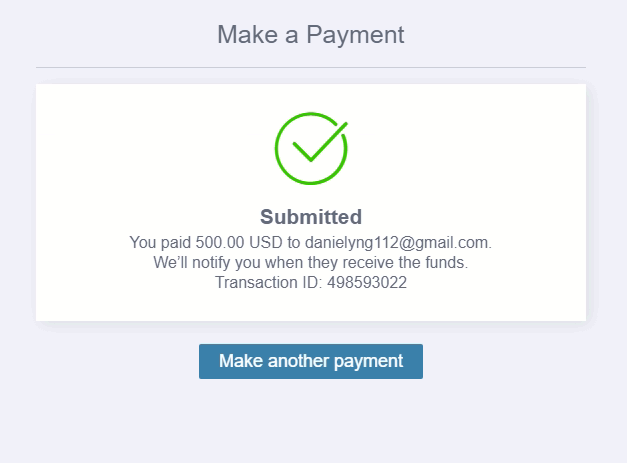 Make a Payment
Submitted
You paid 500.00 USD to danielyng112@gmail.com.
We’ll notify you when they receive the funds.
Transaction ID: 498593022
Make another payment